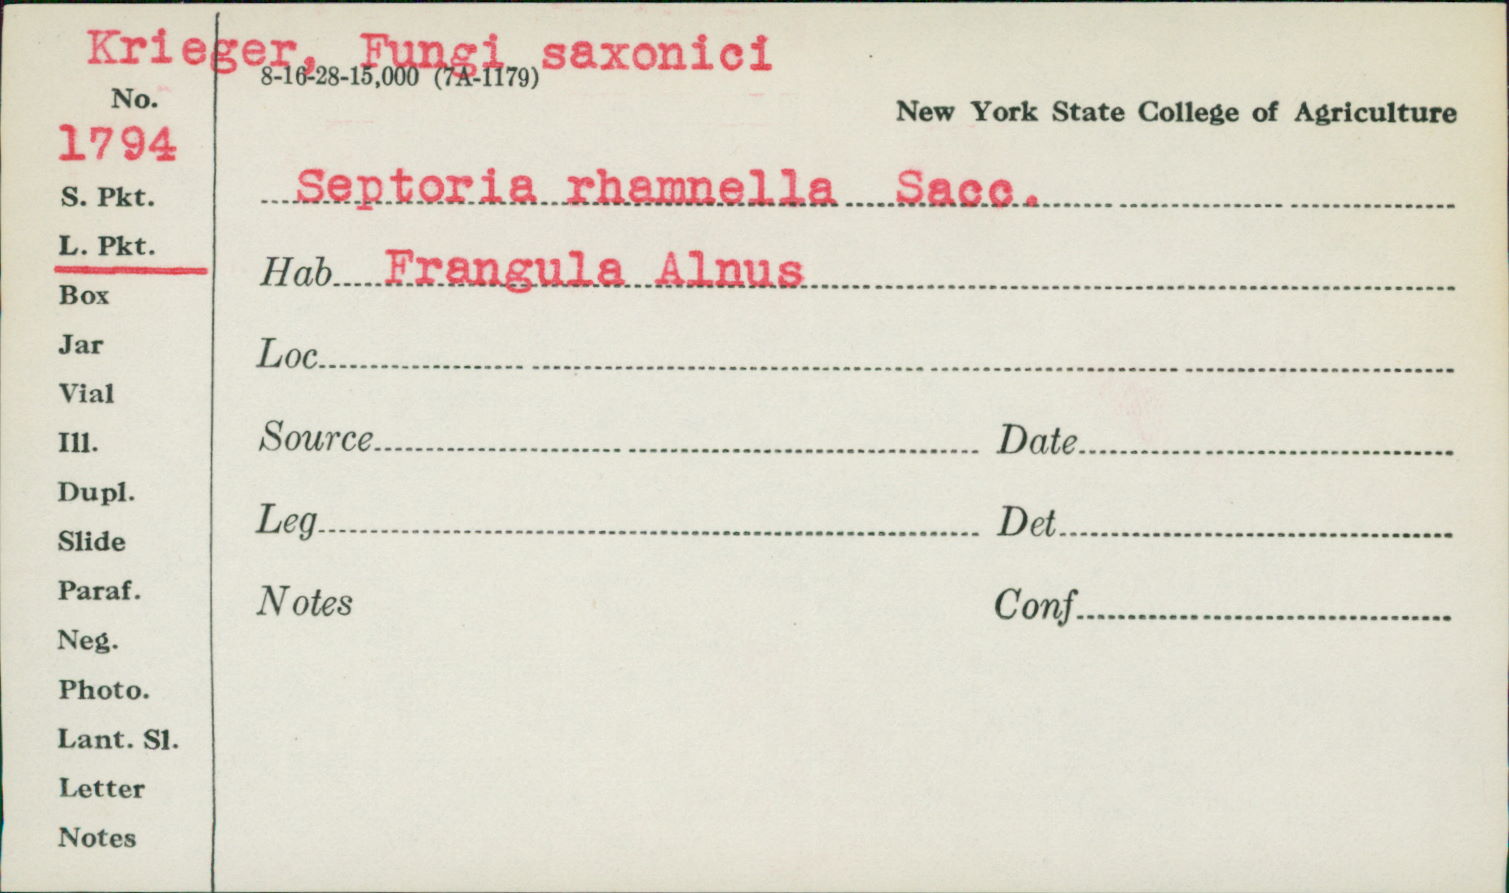 Krieger, Fungi saxonici
8-16-28-15,000 (7A-1179)
No.
New York State College of Agriculture
1794
Septoria rhamnella Sacc.
S. Pkt.
L. Pkt.
Hab Frangula Alnus
Box
Jar
Loc
Vial
Ill.
Source Date
Dupl.
Slide
Leg Det
Paraf.
Notes Conf
Neg.
Photo.
Lant. Sl.
Letter
Notes